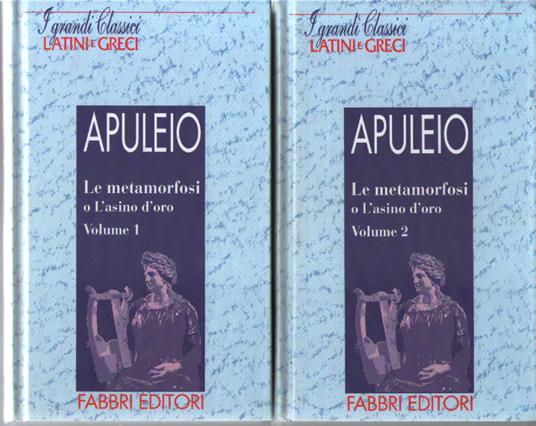 I grandi Classici
LATINI E GRECI
APULEIO
Le metamorfosi
o L'asino d'oro
Volume 1
FABBRI EDITORI
I grandi Classici
LATINI E GRECI
APULEIO
Le metamorfosi
o L'asino d'oro
Volume 2
FABBRI EDITORI